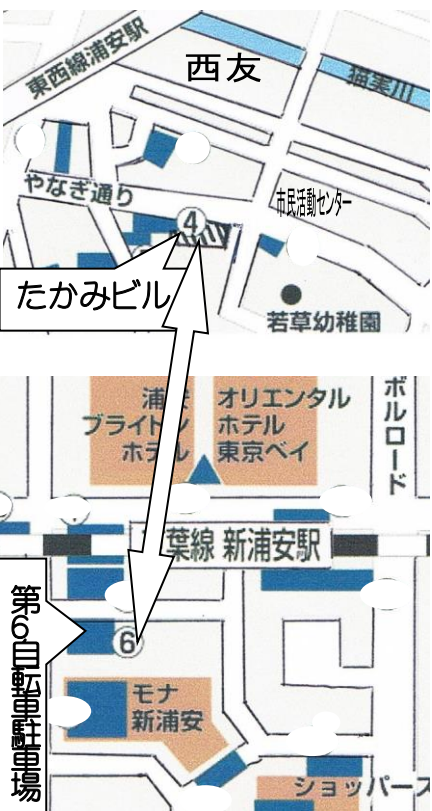 東西線浦安駅
西友
猫実川
やなぎ通り
④
市民活動センター
たかみビル
若草幼稚園
浦安
ブライトン
ホテル
オリエンタル
ホテル
東京ベイ
ボルロード
葉線 新浦安駅
第6自転車駐車場
⑥
モナ
新浦安
ショッパーズ